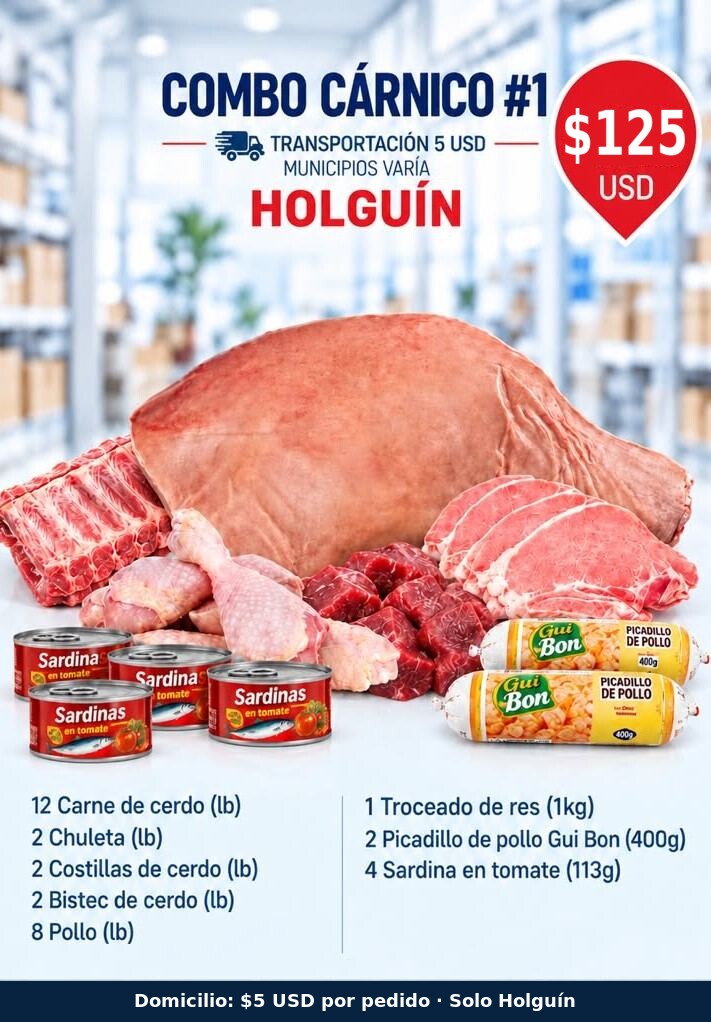 COMBO CÁRNICO #1
$125
USD
TRANSPORTACIÓN 5 USD
MUNICIPIOS VARÍA
HOLGUÍN
Gui
Bon
PICADILLO
DE POLLO
400g
Gui
Bon
PICADILLO
DE POLLO
400g
Sardina
en tomate
Sardinas
en tomate
Sardinas
en tomate
12 Carne de cerdo (lb)
2 Chuleta (lb)
2 Costillas de cerdo (lb)
2 Bistec de cerdo (lb)
8 Pollo (lb)
1 Troceado de res (1kg)
2 Picadillo de pollo Gui Bon (400g)
4 Sardina en tomate (113g)
Domicilio: $5 USD por pedido · Solo Holguín